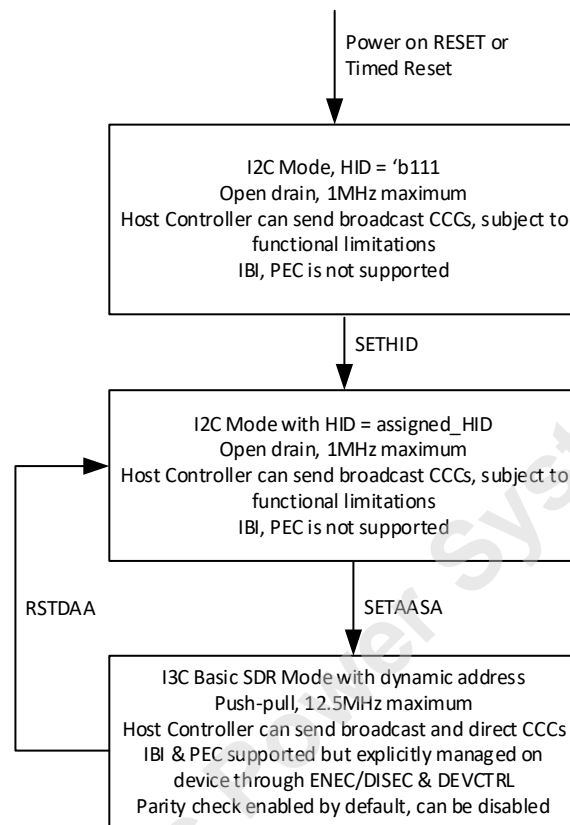 Power on RESET or
Timed Reset
I2C Mode, HID = ‘b111
Open drain, 1MHz maximum
Host Controller can send broadcast CCCs, subject to
functional limitations
IBI, PEC is not supported
SETHID
I2C Mode with HID = assigned_HID
Open drain, 1MHz maximum
Host Controller can send broadcast CCCs, subject to
functional limitations
IBI, PEC is not supported
RSTDAA
SETAASA
I3C Basic SDR Mode with dynamic address
Push-pull, 12.5MHz maximum
Host Controller can send broadcast and direct CCCs
IBI & PEC supported but explicitly managed on
device through ENEC/DISEC & DEVCTRL
Parity check enabled by default, can be disabled
Power